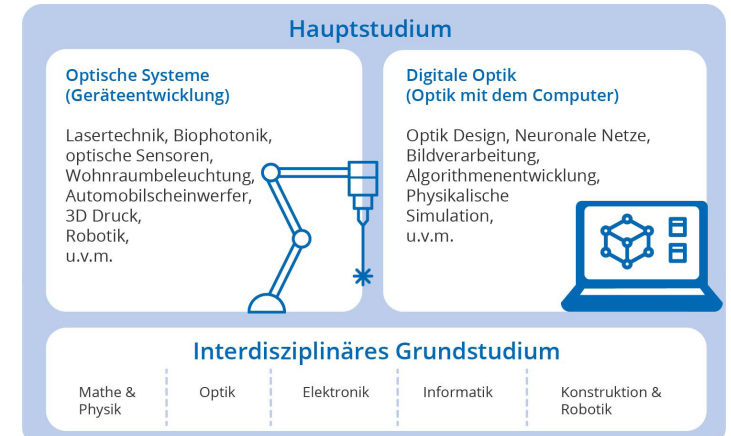 Hauptstudium
Optische Systeme
(Geräteentwicklung)
Lasertechnik, Biophotonik,
optische Sensoren,
Wohnraumbeleuchtung,
Automobilscheinwerfer,
3D Druck,
Robotik,
u.v.m.
Digitale Optik
(Optik mit dem Computer)
Optik Design, Neuronale Netze,
Bildverarbeitung,
Algorithmenentwicklung,
Physikalische
Simulation,
u.v.m.
Interdisziplinäres Grundstudium
Mathe &
Physik
Optik
Elektronik
Informatik
Konstruktion &
Robotik